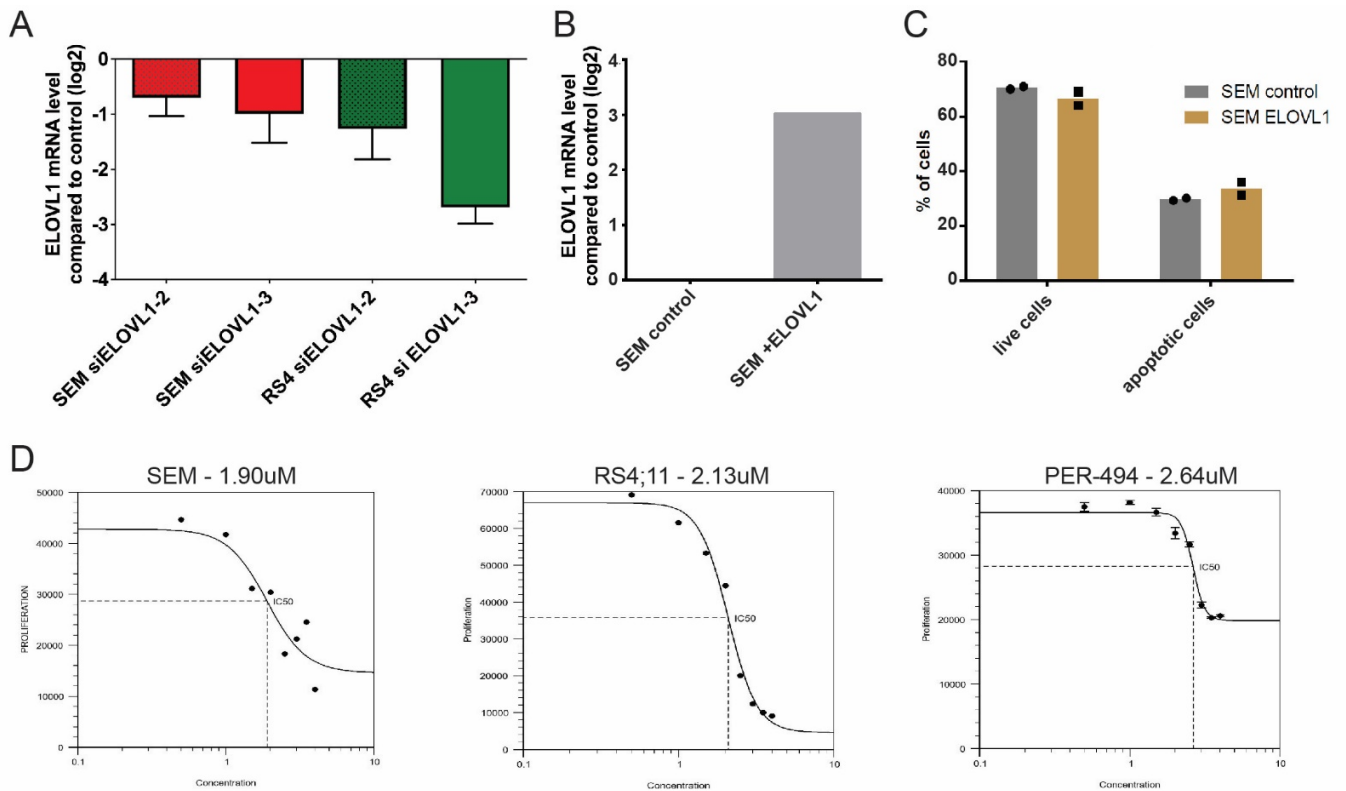 A
ELOVL1 mRNA level
compared to control (log2)
0
-1
-2
-3
-4
SEM siELOVL1-2
SEM siELOVL1-3
RS4 siELOVL1-2
RS4 si ELOVL1-3
B
ELOVL1 mRNA level
compared to control (log2)
4
3
2
1
0
SEM control
SEM +ELOVL1
C
% of cells
80
60
40
20
0
SEM control
SEM ELOVL1
live cells
apoptotic cells
D
SEM - 1.90uM
PROLIFERATION
50000
40000
30000
20000
10000
0
IC50
0.1
1
10
Concentration
RS4;11 - 2.13uM
Proliferation
70000
60000
50000
40000
30000
20000
10000
0
IC50
0.1
1
10
Concentration
PER-494 - 2.64uM
Proliferation
40000
30000
20000
10000
0
IC50
0.1
1
10
Concentration